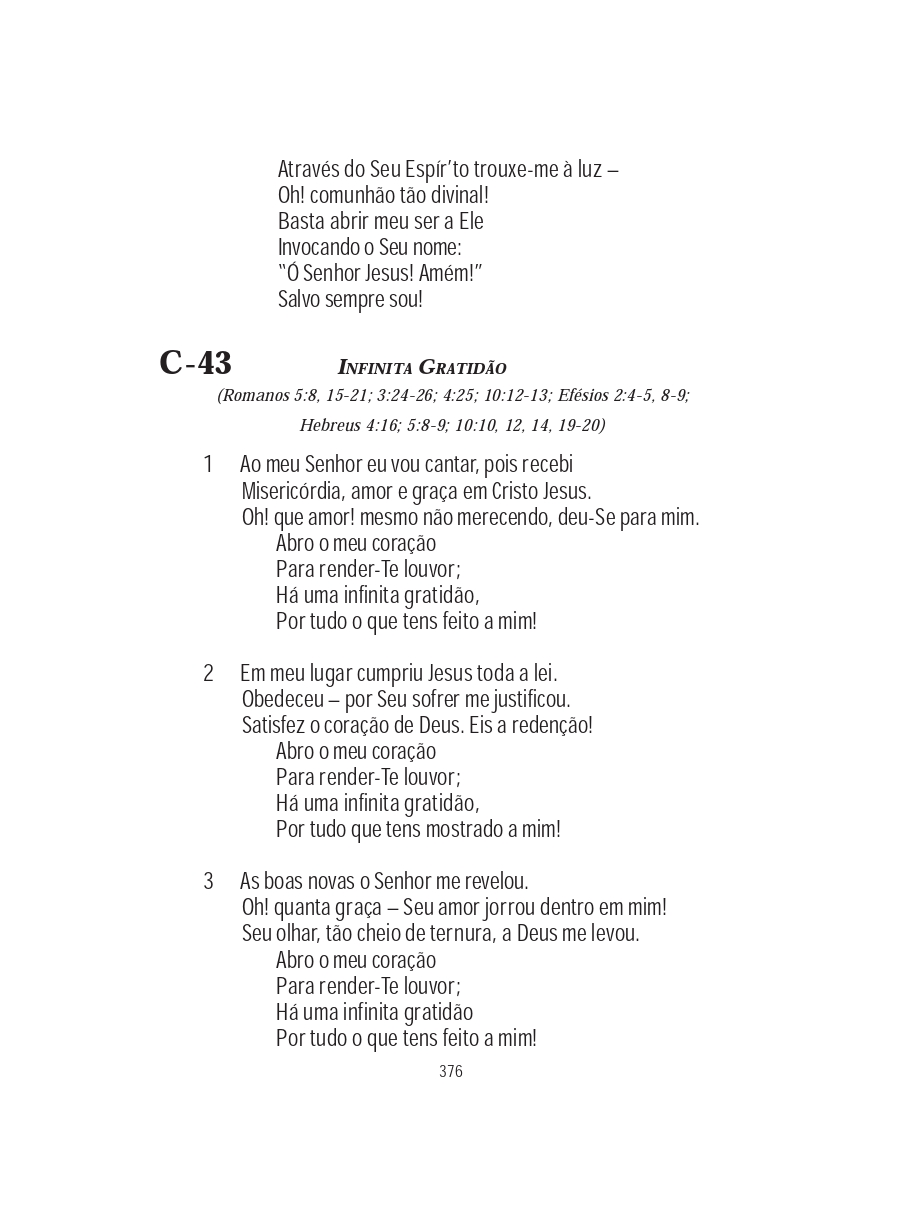 Através do Seu Espír’to trouxe-me à luz –
Oh! comunhão tão divinal!
Basta abrir meu ser a Ele
Invocando o Seu nome:
“Ó Senhor Jesus! Amém!”
Salvo sempre sou!
C-43 Infinita Gratidão
(Romanos 5:8, 15-21; 3:24-26; 4:25; 10:12-13; Efésios 2:4-5, 8-9;
Hebreus 4:16; 5:8-9; 10:10, 12, 14, 19-20)
1 Ao meu Senhor eu vou cantar, pois recebi
Misericórdia, amor e graça em Cristo Jesus.
Oh! que amor! mesmo não merecendo, deu-Se para mim.
Abro o meu coração
Para render-Te louvor;
Há uma infinita gratidão,
Por tudo o que tens feito a mim!
2 Em meu lugar cumpriu Jesus toda a lei.
Obedeceu – por Seu sofrer me justificou.
Satisfez o coração de Deus. Eis a redenção!
Abro o meu coração
Para render-Te louvor;
Há uma infinita gratidão,
Por tudo que tens mostrado a mim!
3 As boas novas o Senhor me revelou.
Oh! quanta graça – Seu amor jorrou dentro em mim!
Seu olhar, tão cheio de ternura, a Deus me levou.
Abro o meu coração
Para render-Te louvor;
Há uma infinita gratidão
Por tudo o que tens feito a mim!
376